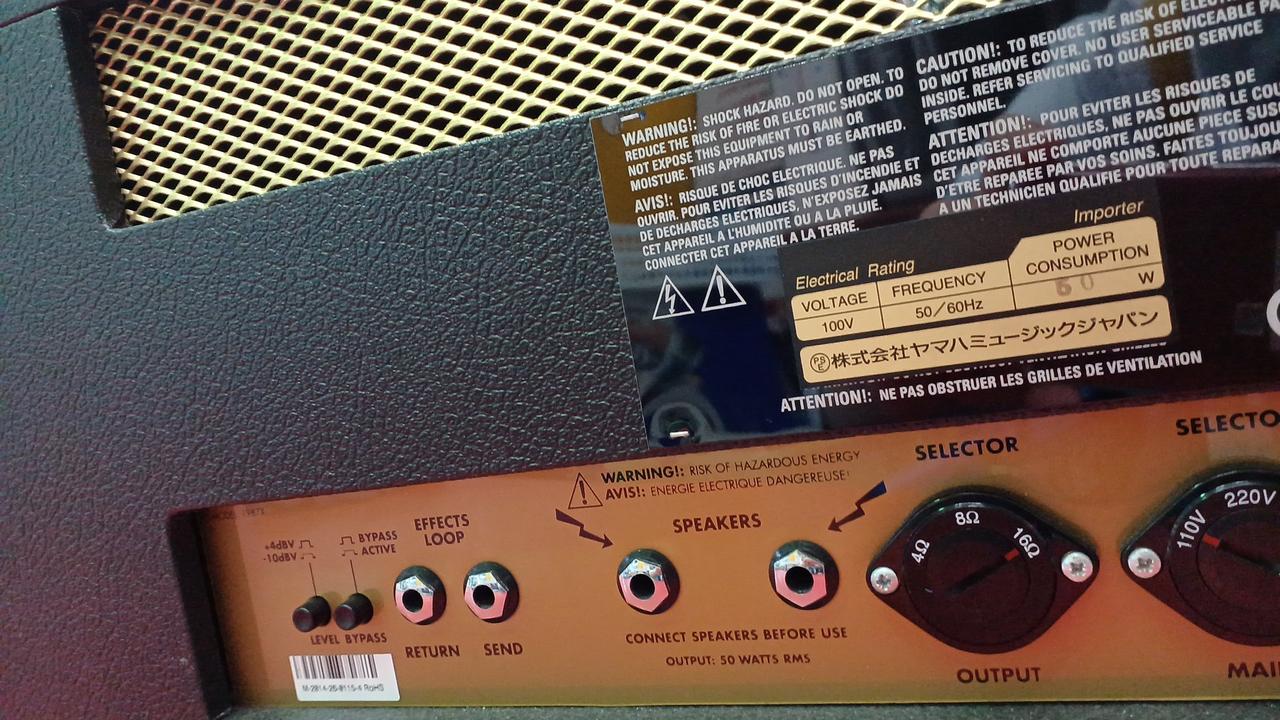 WARNING!: SHOCK HAZARD. DO NOT OPEN. TO
REDUCE THE RISK OF FIRE OR ELECTRIC SHOCK DO
NOT EXPOSE THIS EQUIPMENT TO RAIN OR
MOISTURE. THIS APPARATUS MUST BE EARTHED.
AVIS!: RISQUE DE CHOC ELECTRIQUE. NE PAS
OUVRIR. POUR EVITER LES RISQUES D'INCENDIE ET
DE DECHARGES ELECTRIQUES, N'EXPOSEZ JAMAIS
CET APPAREIL A L'HUMIDITE OU A LA PLUIE.
CONNECTER CET APPAREIL A LA TERRE.
CAUTION!: TO REDUCE THE RISK OF
DO NOT REMOVE COVER. NO USER SERVICEABLE
INSIDE. REFER SERVICING TO QUALIFIED SERVICE
PERSONNEL.
ATTENTION!: POUR EVITER LES RISQUES DE
DECHARGES ELECTRIQUES, NE PAS OUVRIR LE
CET APPAREIL NE COMPORTE AUCUNE PIECE
D'ETRE REPAREE PAR VOS SOINS. FAITES
A UN TECHNICIEN QUALIFIE POUR TOUTE
Importer
Electrical Rating
VOLTAGE FREQUENCY POWER CONSUMPTION
100V 50/60Hz W
PSE 株式会社ヤマハミュージックジャパン
ATTENTION!: NE PAS OBSTRUER LES GRILLES DE VENTILATION
WARNING!: RISK OF HAZARDOUS ENERGY
AVIS!: ENERGIE ELECTRIQUE DANGEREUSE!
SELECTOR
+4dBV
-10dBV
BYPASS
ACTIVE
EFFECTS
LOOP
SPEAKERS
4Ω 8Ω 16Ω
110V 220V
LEVEL BYPASS
RETURN SEND
CONNECT SPEAKERS BEFORE USE
OUTPUT: 50 WATTS RMS
OUTPUT